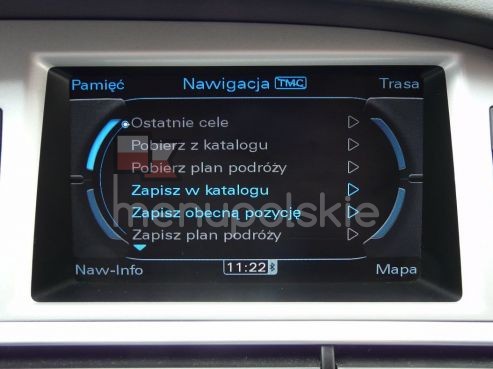 Pamięć Nawigacja TMC Trasa
Ostatnie cele
Pobierz z katalogu
Pobierz plan podróży
Zapisz w katalogu
Zapisz obecną pozycję
menupolskie
Zapisz plan podróży
Naw-Info 11:22 Mapa